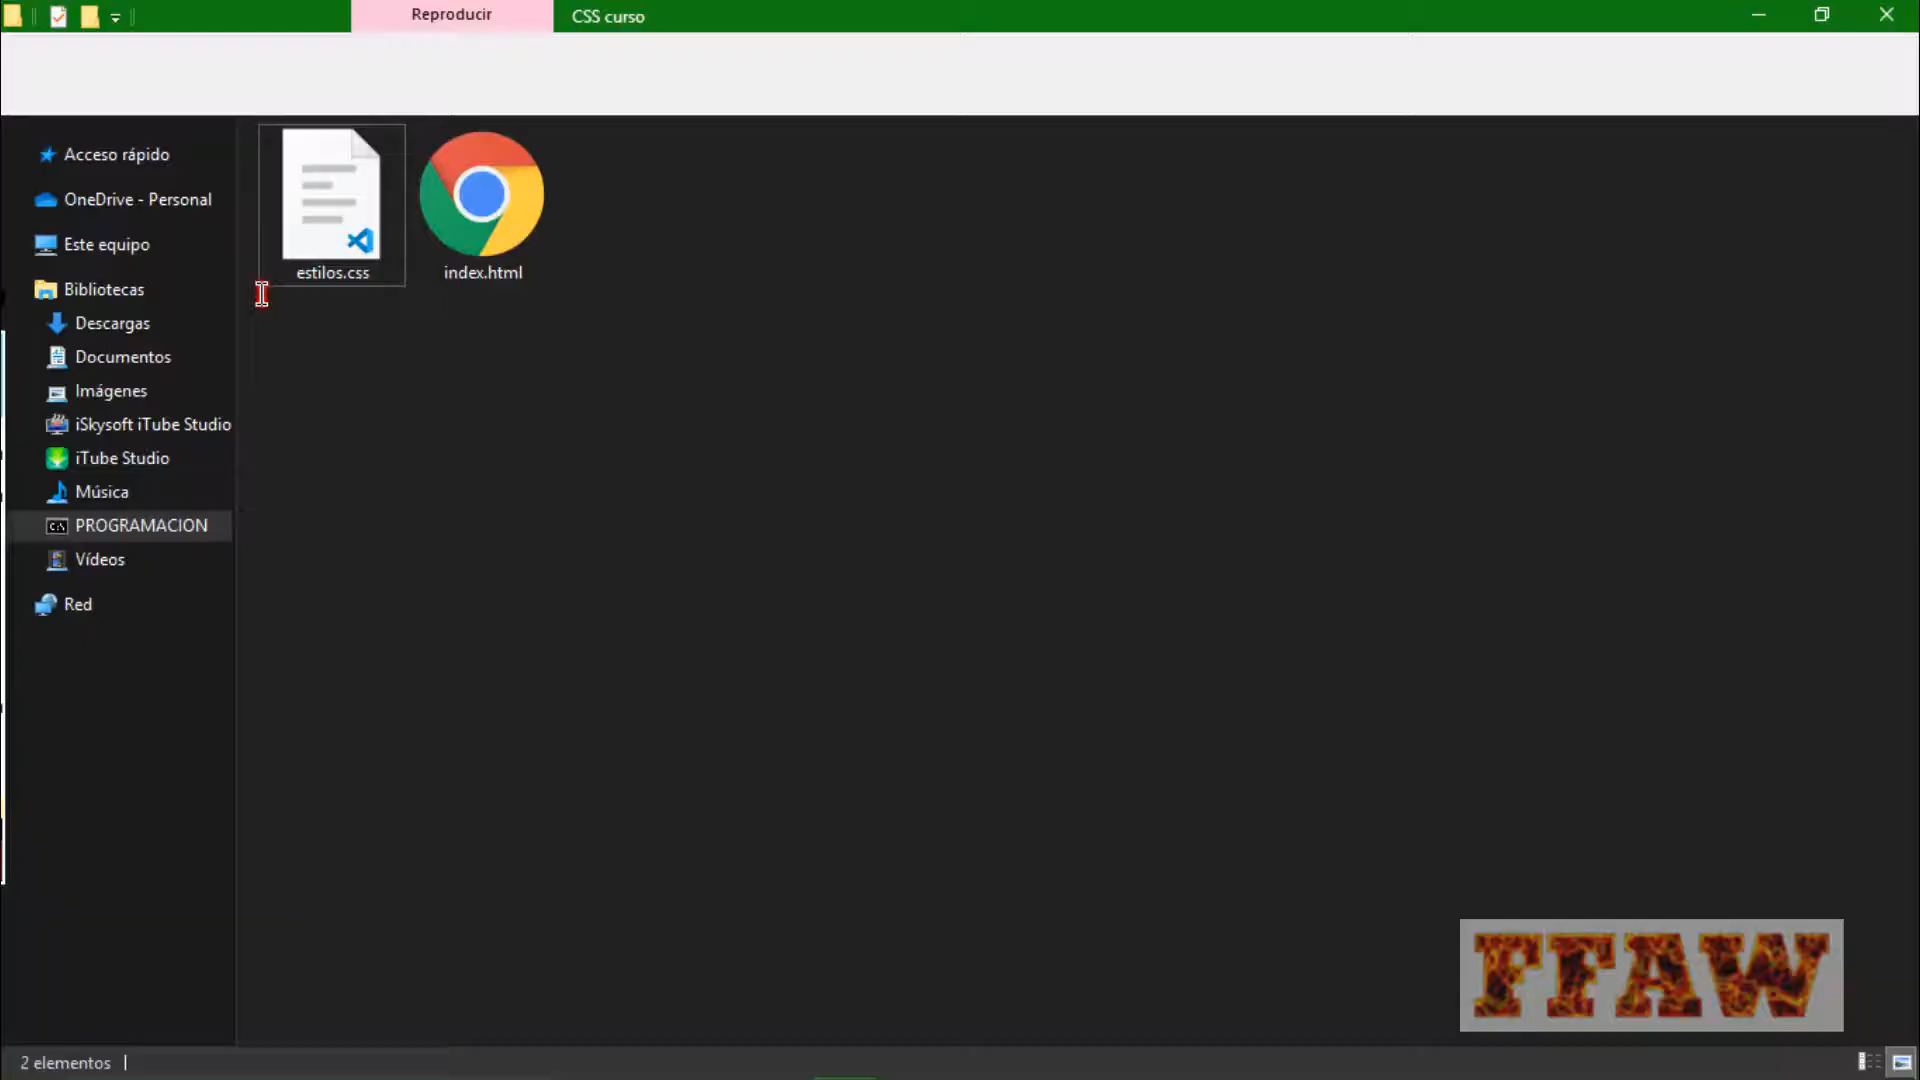 Reproducir
CSS curso
Acceso rápido
OneDrive - Personal
Este equipo
Bibliotecas
Descargas
Documentos
Imágenes
iSkysoft iTube Studio
iTube Studio
Música
PROGRAMACION
Vídeos
Red
estilos.css
index.html
FFAW
2 elementos